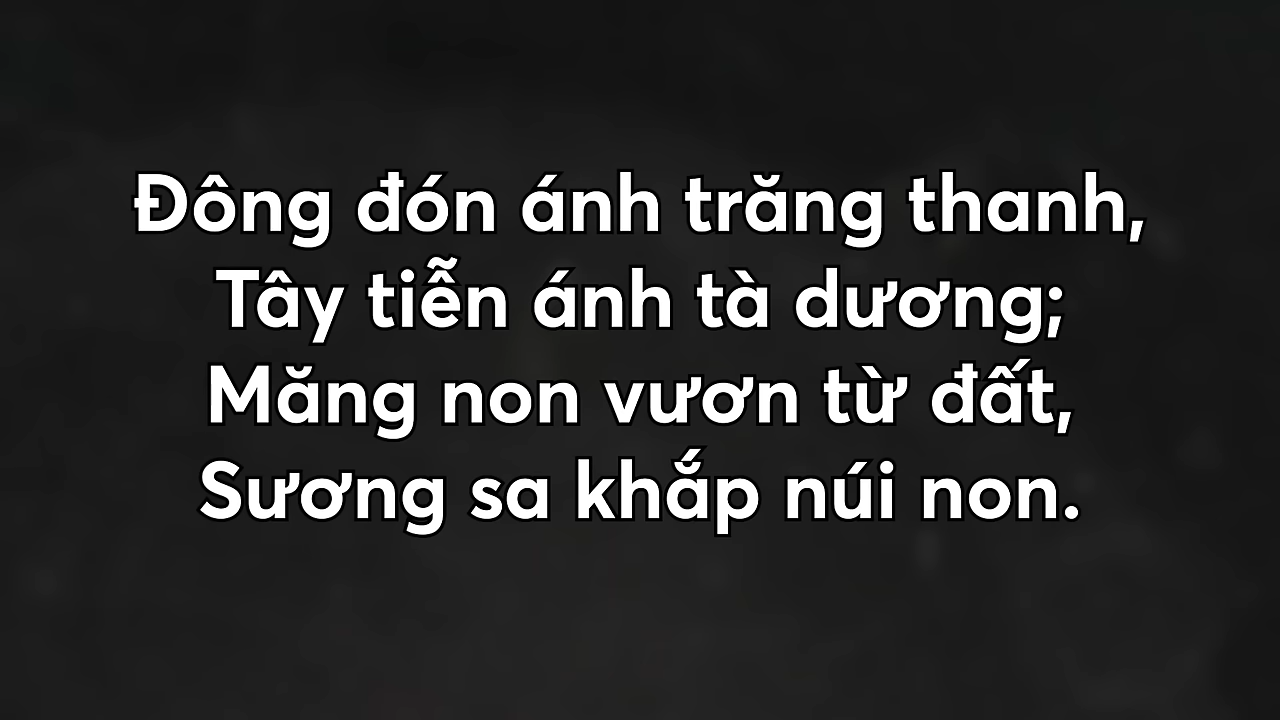 Đông đón ánh trăng thanh,
Tây tiễn ánh tà dương;
Măng non vươn từ đất,
Sương sa khắp núi non.